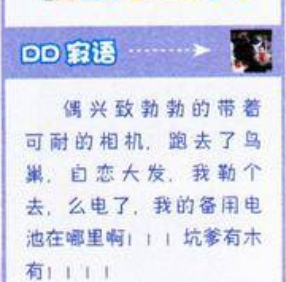 DD 寂语
偶兴致勃勃的带着
可耐的相机，跑去了鸟
巢，自恋大发，我勒个
去，么电了，我的备用电
池在哪里啊！！！坑爹有木
有！！！！